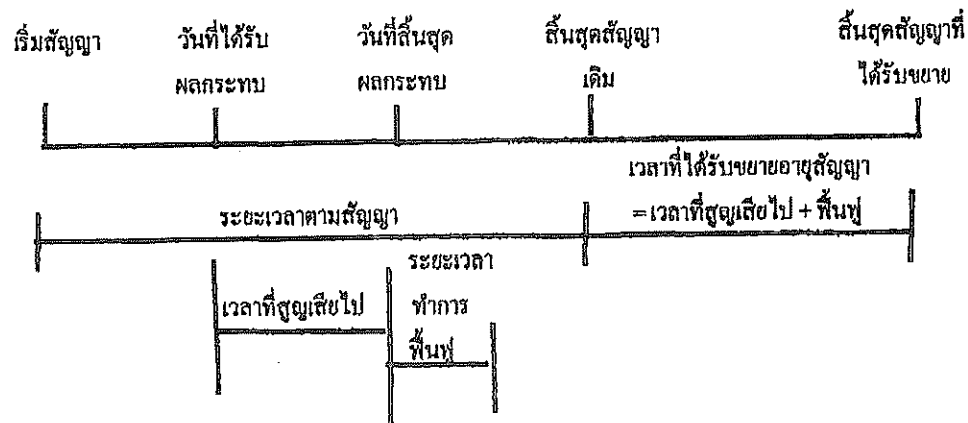 เริ่มสัญญา
วันที่ได้รับ
ผลกระทบ
วันที่สิ้นสุด
ผลกระทบ
สิ้นสุดสัญญา
เดิม
สิ้นสุดสัญญาที่
ได้รับขยาย
เวลาที่ได้รับขยายอายุสัญญา
=เวลาที่สูญเสียไป + ฟื้นฟู
ระยะเวลาตามสัญญา
เวลาที่สูญเสียไป
ระยะเวลา
ทำการ
ฟื้นฟู